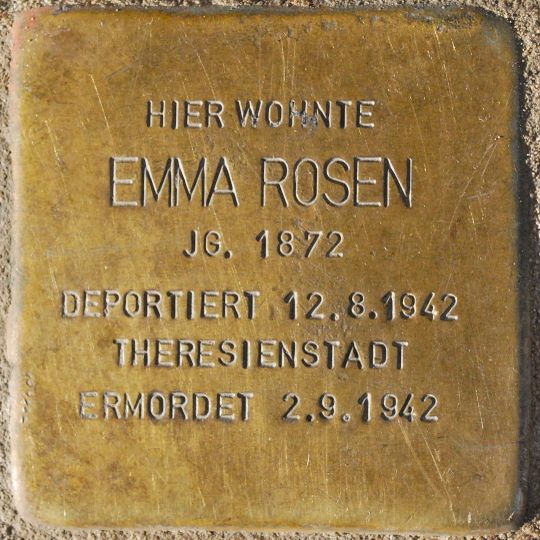 HIER WOHNTE
EMMA ROSEN
JG. 1872
DEPORTIERT 12.8.1942
THERESIENSTADT
ERMORDET 2.9.1942